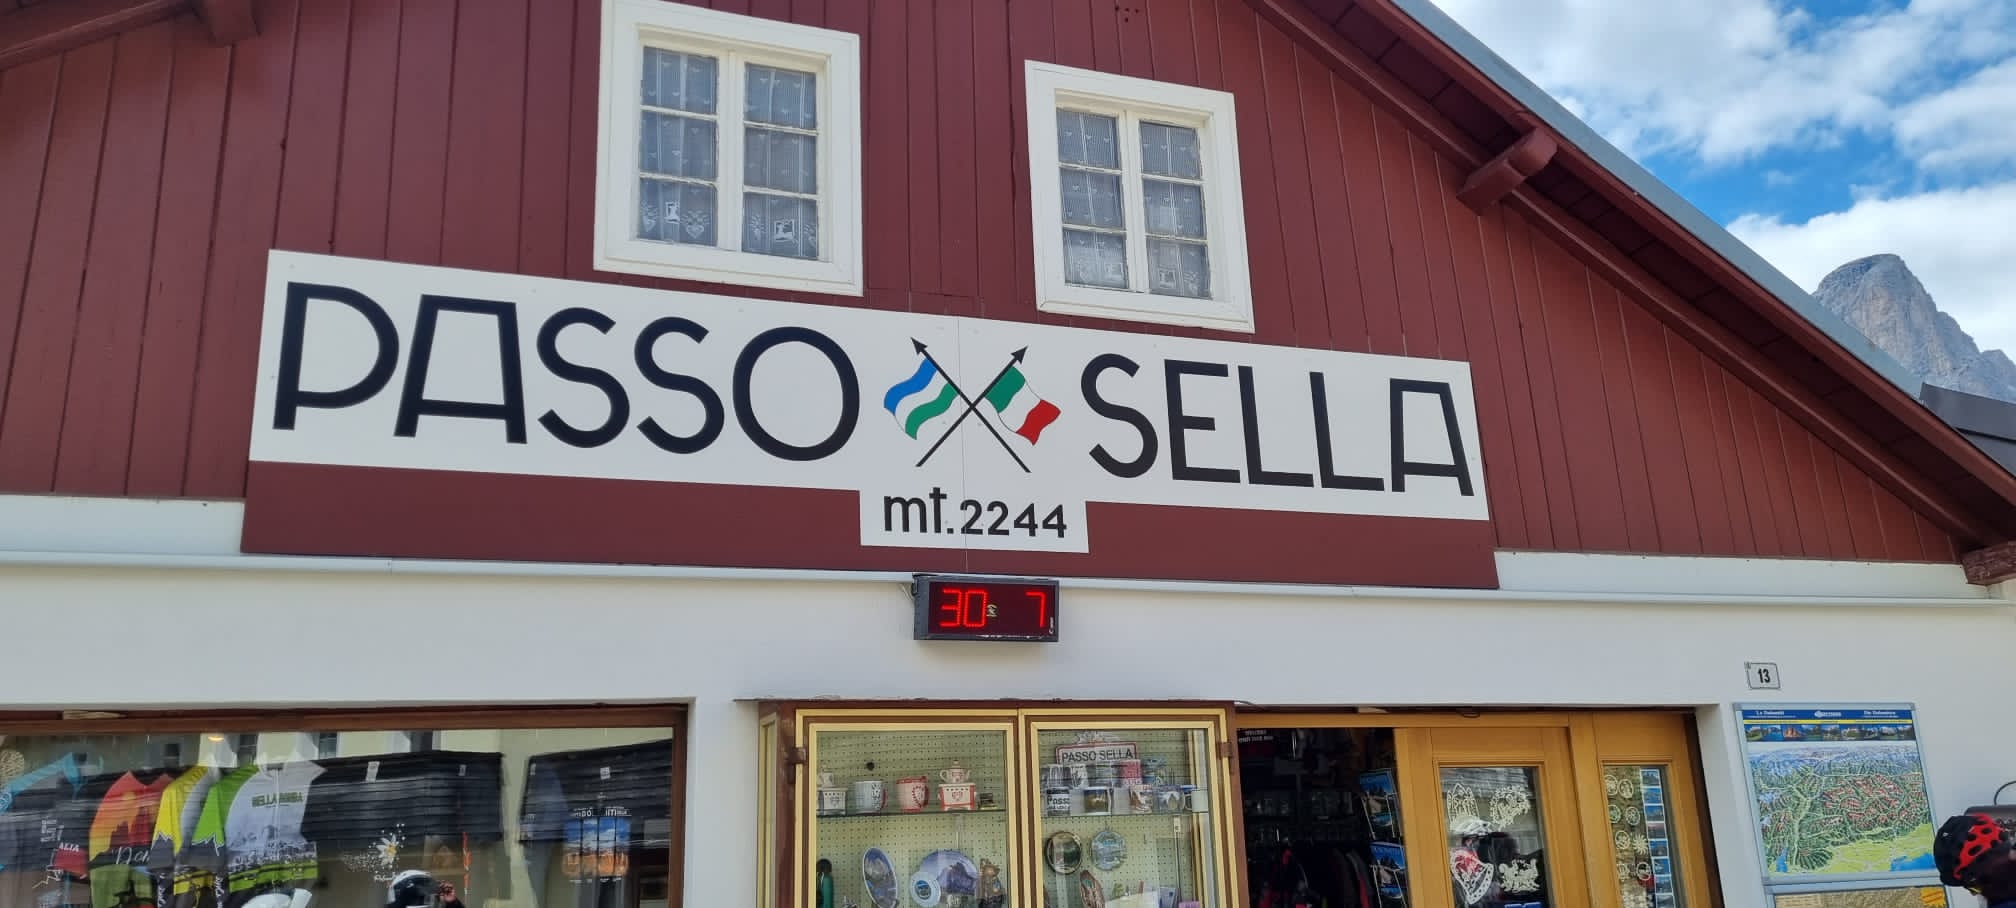 PASSO SELLA
mt. 2244
30 7
13
PASSO SELLA